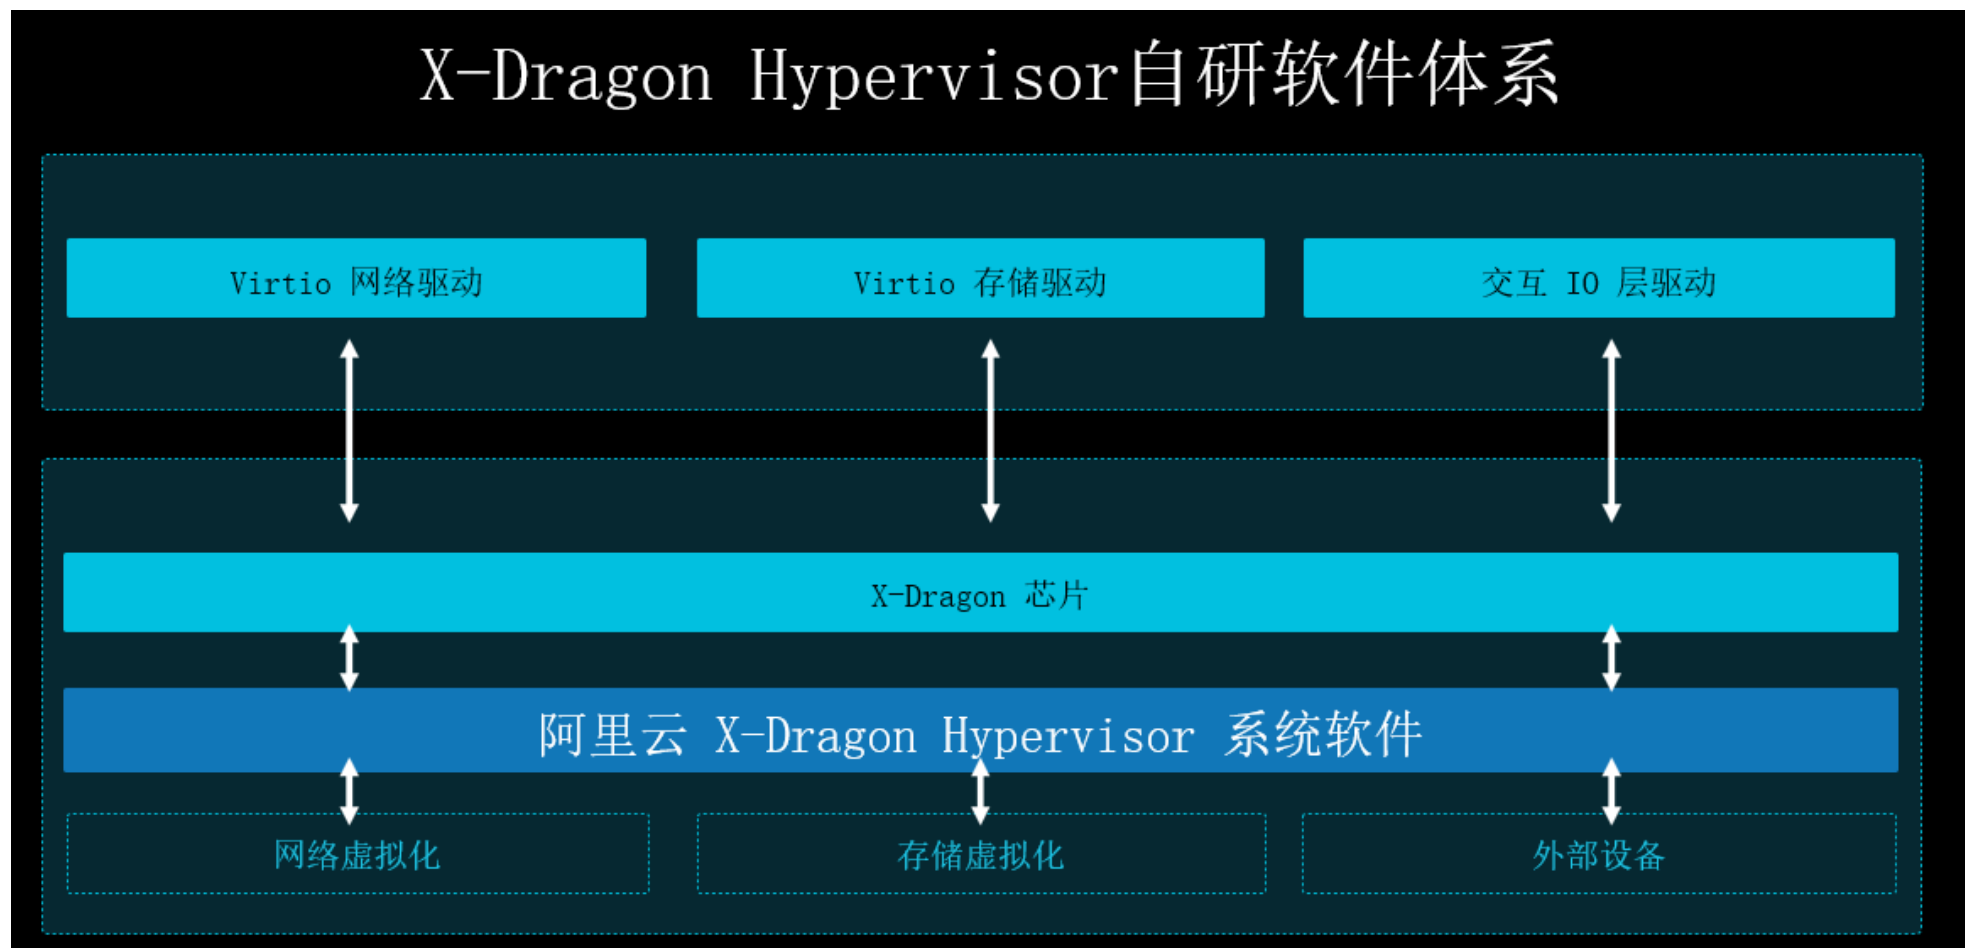 X-Dragon Hypervisor自研软件体系
Virtio 网络驱动
Virtio 存储驱动
交互 IO 层驱动
X-Dragon 芯片
阿里云 X-Dragon Hypervisor 系统软件
网络虚拟化
存储虚拟化
外部设备